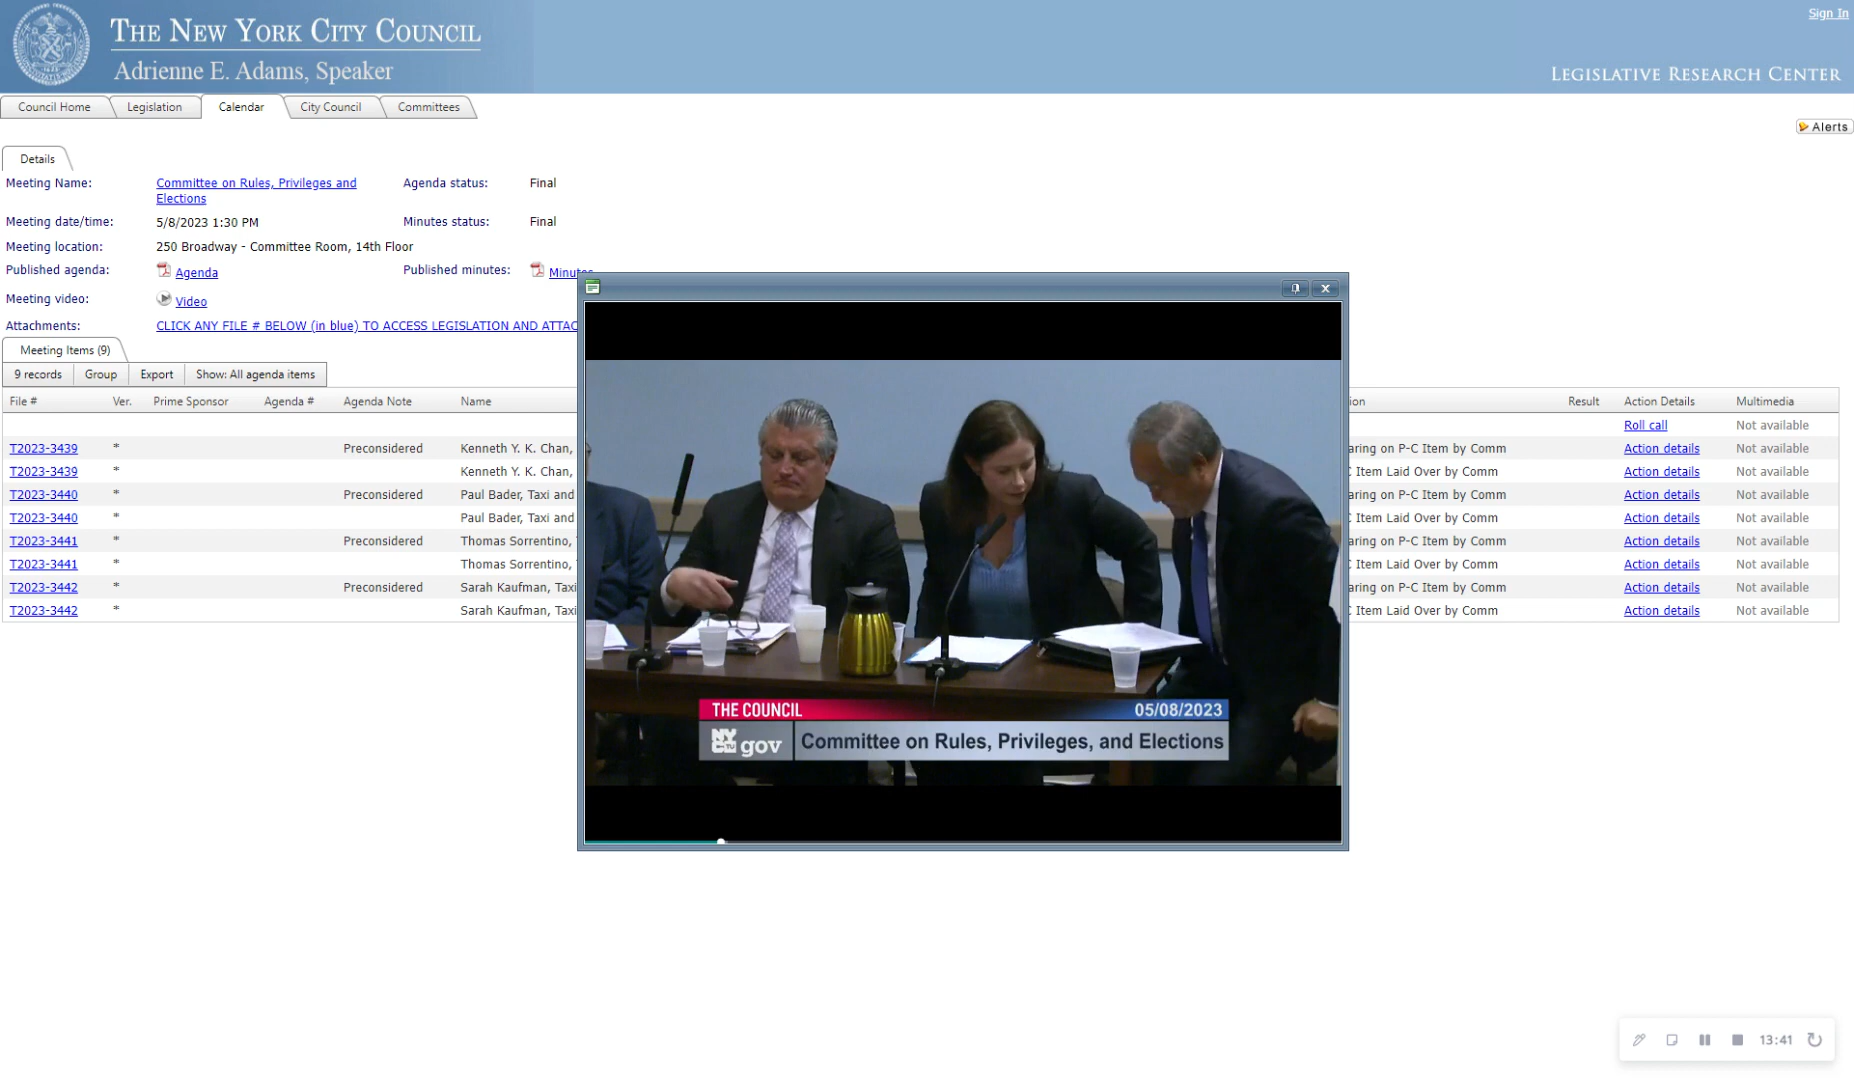 THE NEW YORK CITY COUNCIL
Adrienne E. Adams, Speaker
Sign In
LEGISLATIVE RESEARCH CENTER
Council Home Legislation Calendar City Council Committees
Alerts
Details
Meeting Name: Committee on Rules, Privileges and Elections Agenda status: Final
Meeting date/time: 5/8/2023 1:30 PM Minutes status: Final
Meeting location: 250 Broadway - Committee Room, 14th Floor
Published agenda: Agenda Published minutes: Minutes
Meeting video: Video
Attachments: CLICK ANY FILE # BELOW (in blue) TO ACCESS LEGISLATION AND ATTAC
Meeting Items (9)
9 records Group Export Show: All agenda items
File # Ver. Prime Sponsor Agenda # Agenda Note Name ion Result Action Details Multimedia
Roll call Not available
T2023-3439 * Preconsidered Kenneth Y. K. Chan, aring on P-C Item by Comm Action details Not available
T2023-3439 * Kenneth Y. K. Chan, C Item Laid Over by Comm Action details Not available
T2023-3440 * Preconsidered Paul Bader, Taxi and aring on P-C Item by Comm Action details Not available
T2023-3440 * Paul Bader, Taxi and C Item Laid Over by Comm Action details Not available
T2023-3441 * Preconsidered Thomas Sorrentino, aring on P-C Item by Comm Action details Not available
T2023-3441 * Thomas Sorrentino, C Item Laid Over by Comm Action details Not available
T2023-3442 * Preconsidered Sarah Kaufman, Taxi aring on P-C Item by Comm Action details Not available
T2023-3442 * Sarah Kaufman, Taxi C Item Laid Over by Comm Action details Not available
THE COUNCIL 05/08/2023
NYC TV gov Committee on Rules, Privileges, and Elections
13:41